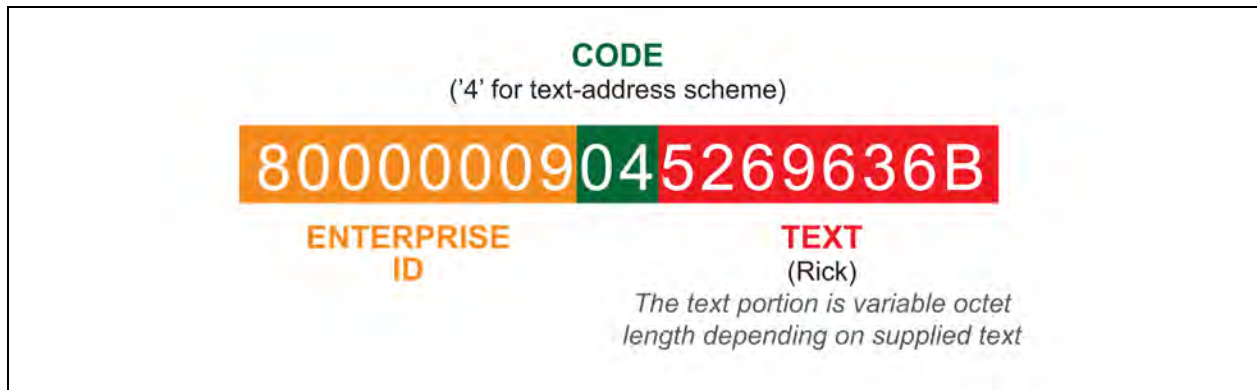 CODE
('4' for text-address scheme)
80000009045269636B
ENTERPRISE
ID
TEXT
(Rick)
The text portion is variable octet
length depending on supplied text